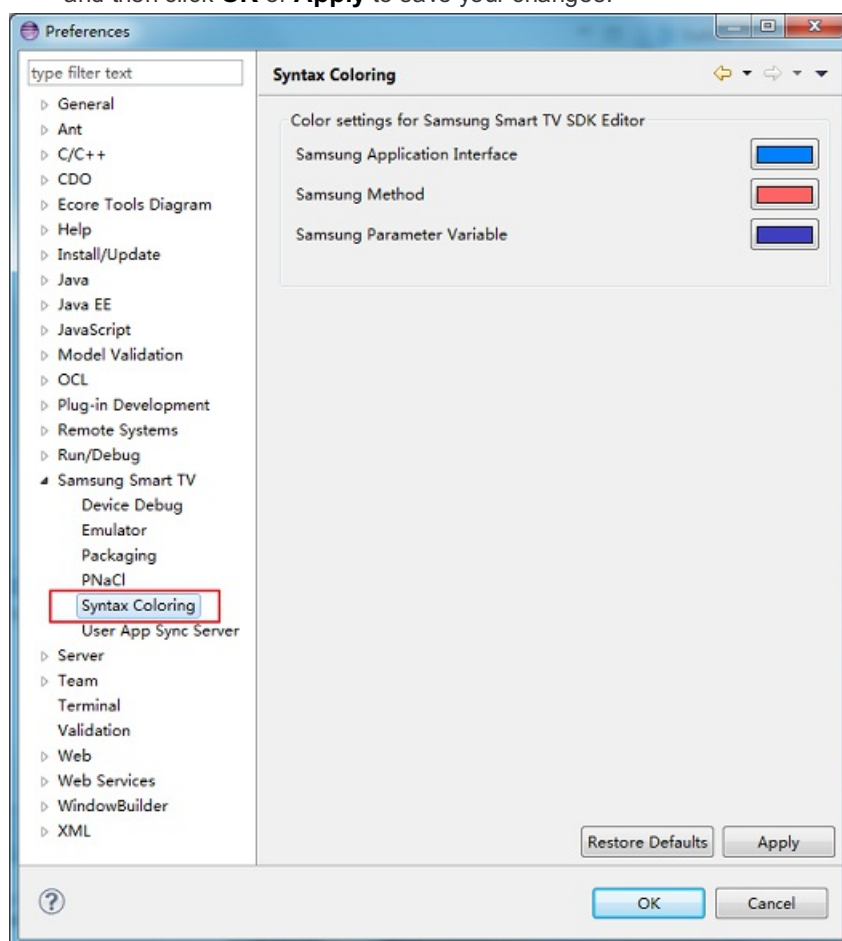 and then click OK or Apply to save your changes.
Preferences
type filter text
General
Ant
C/C++
CDO
Ecore Tools Diagram
Help
Install/Update
Java
Java EE
JavaScript
Model Validation
OCL
Plug-in Development
Remote Systems
Run/Debug
Samsung Smart TV
Device Debug
Emulator
Packaging
PNaCl
Syntax Coloring
User App Sync Server
Server
Team
Terminal
Validation
Web
Web Services
WindowBuilder
XML
Syntax Coloring
Color settings for Samsung Smart TV SDK Editor
Samsung Application Interface
Samsung Method
Samsung Parameter Variable
Restore Defaults
Apply
?
OK
Cancel